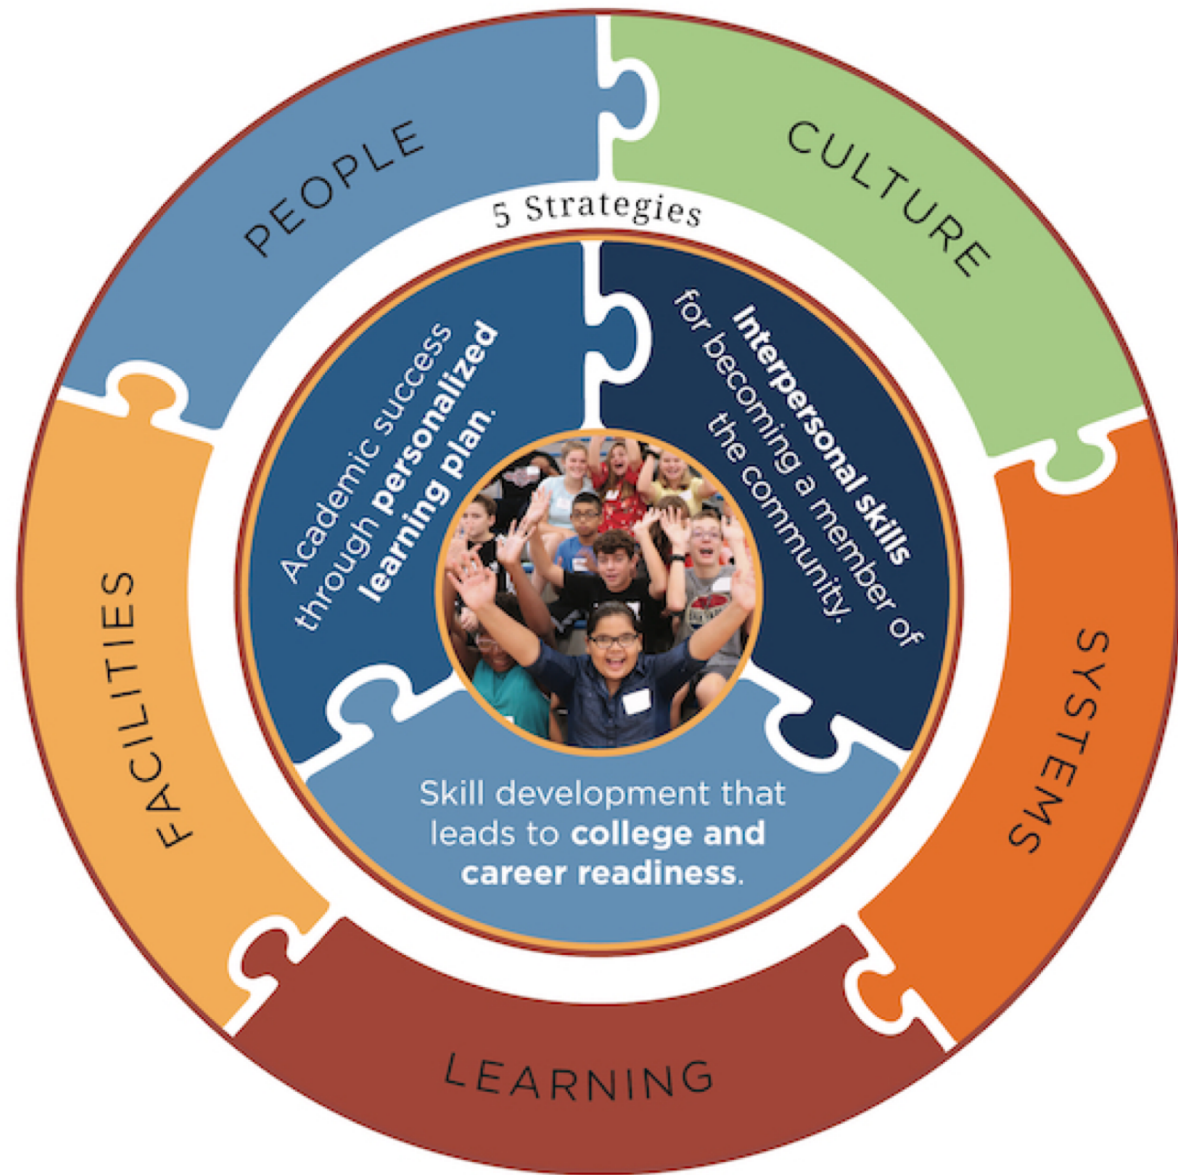 PEOPLE
CULTURE
5 Strategies
Academic success
through personalized
learning plan.
Interpersonal skills
for becoming a member of
the community.
FACILITIES
SYSTEMS
Skill development that
leads to college and
career readiness.
LEARNING